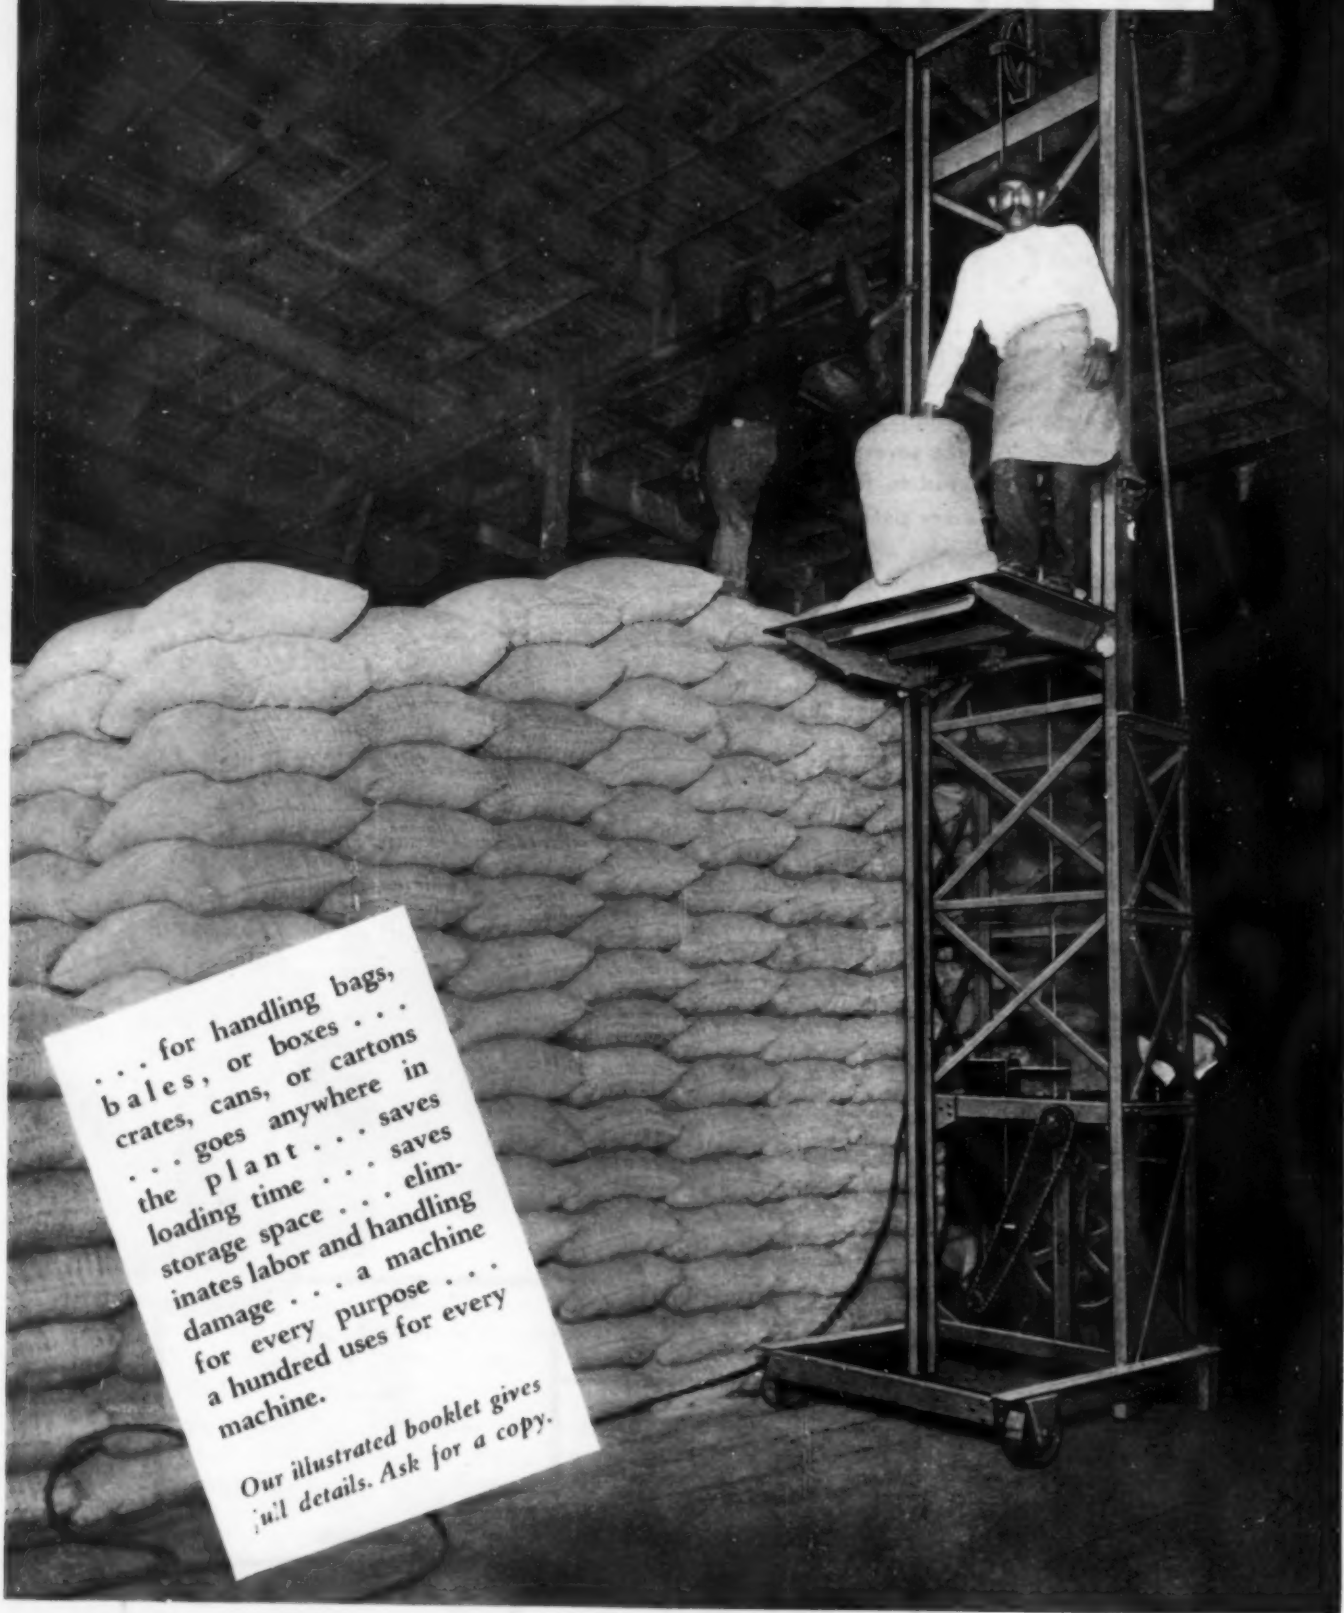 . . . for handling bags,
bales, or boxes . . .
crates, cans, or cartons
. . . goes anywhere in
the plant . . . saves
loading time . . . saves
storage space . . . elim-
inates labor and handling
damage . . . a machine
for every purpose . . .
a hundred uses for every
machine.
Our illustrated booklet gives
full details. Ask for a copy.